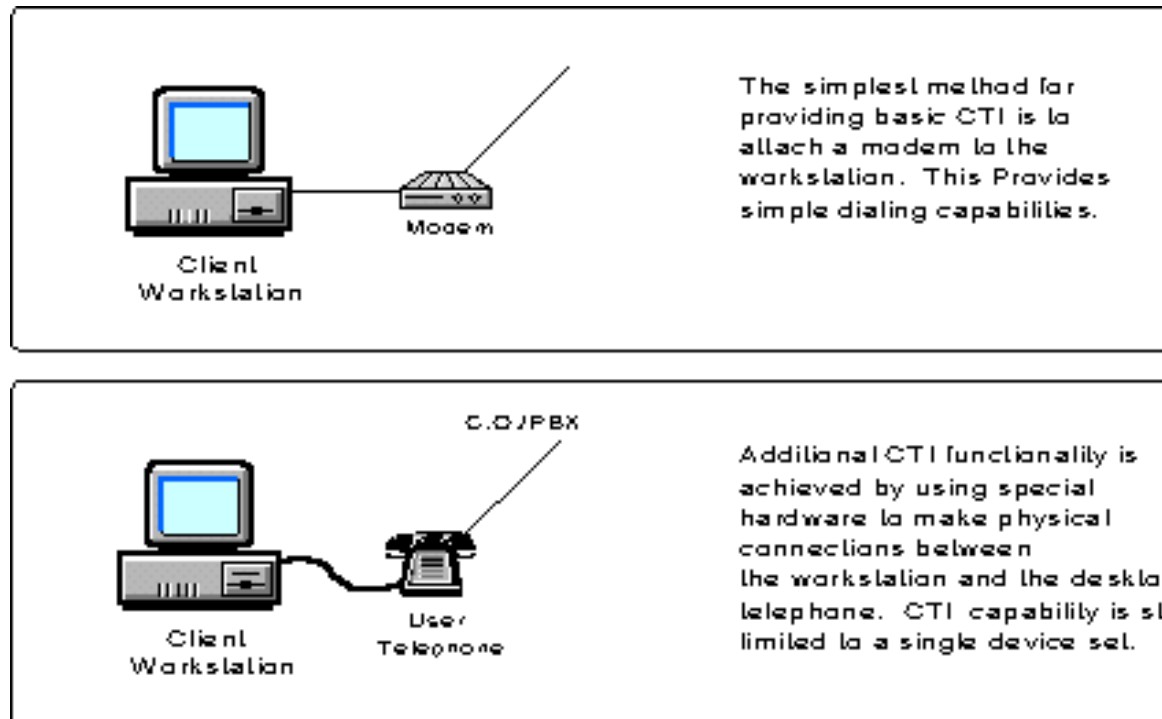 The simplest method for
providing basic CTI is to
attach a modem to the
workstation. This Provides
simple dialing capabilities.
Modem
Client
Workstation
C.O./PBX
Additional CTI functionality is
achieved by using special
hardware to make physical
connections between
the workstation and the deskto
telephone. CTI capability is
limited to a single device set.
User
Telephone
Client
Workstation